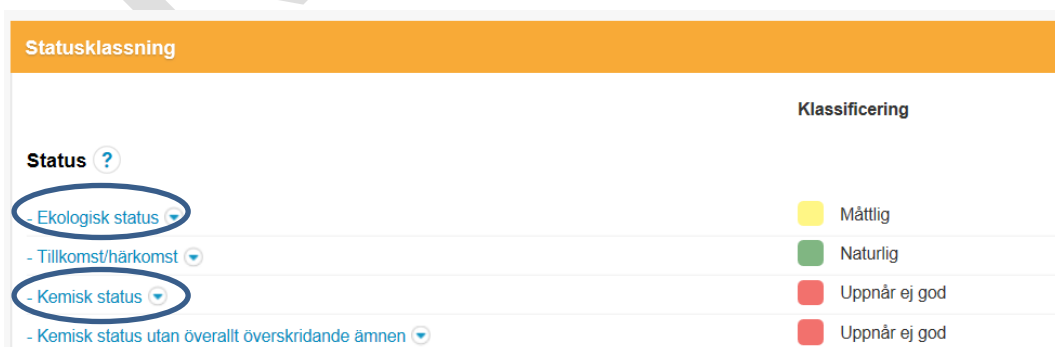 Statusklassning
Klassificering
Status ?
- Ekologisk status Måttlig
- Tillkomst/härkomst Naturlig
- Kemisk status Uppnår ej god
- Kemisk status utan överallt överskridande ämnen Uppnår ej god